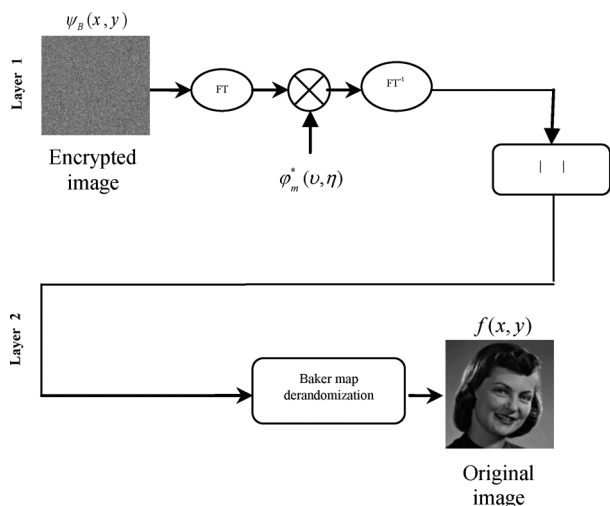 ψ_B(x, y)
Layer 1
FT
FT⁻¹
Encrypted
image
φ*_m(υ, η)
| |
Layer 2
f(x, y)
Baker map
derandomization
Original
image